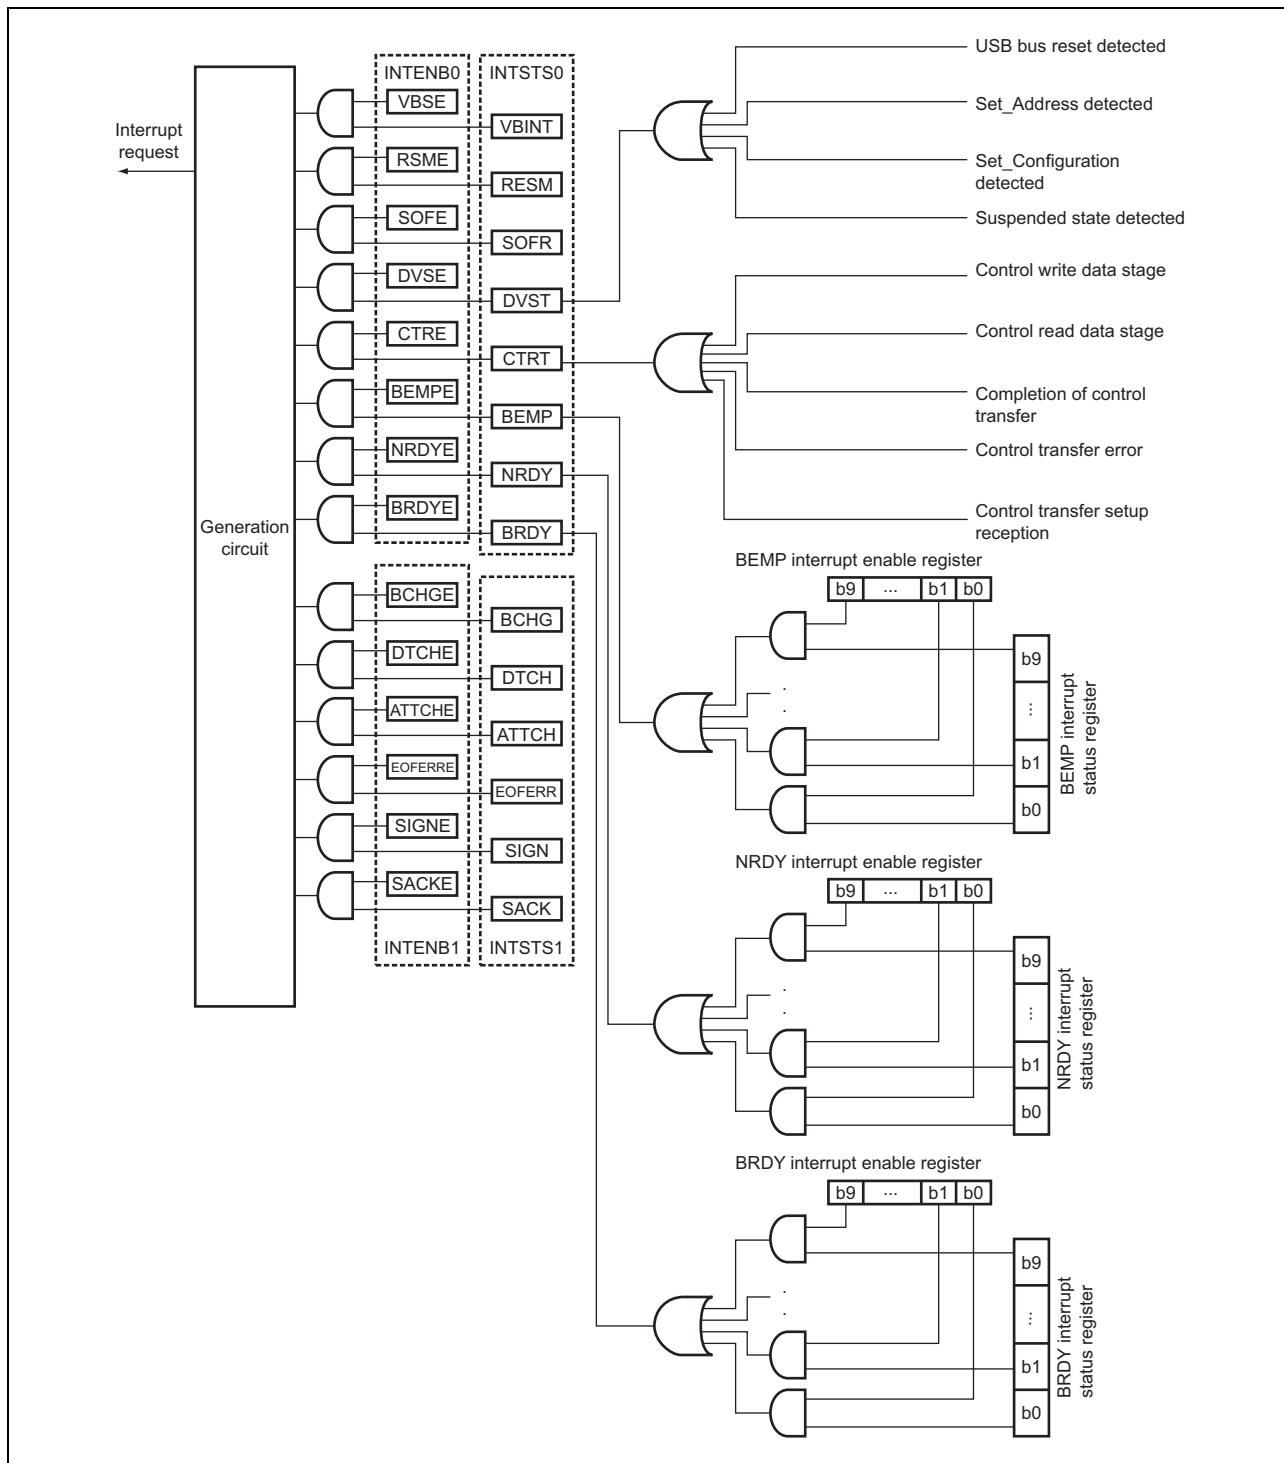 Interrupt
request
Generation
circuit
INTENB0
VBSE
RSME
SOFE
DVSE
CTRE
BEMPE
NRDYE
BRDYE
INTSTS0
VBINT
RESM
SOFR
DVST
CTRT
BEMP
NRDY
BRDY
BCHGE
DTCHE
ATTCHE
EOFERRE
SIGNE
SACKE
INTENB1
BCHG
DTCH
ATTCH
EOFERR
SIGN
SACK
INTSTS1
USB bus reset detected
Set_Address detected
Set_Configuration
detected
Suspended state detected
Control write data stage
Control read data stage
Completion of control
transfer
Control transfer error
Control transfer setup
reception
BEMP interrupt enable register
b9 ... b1 b0
b9
...
b1
b0
BEMP interrupt
status register
NRDY interrupt enable register
b9 ... b1 b0
b9
...
b1
b0
NRDY interrupt
status register
BRDY interrupt enable register
b9 ... b1 b0
b9
...
b1
b0
BRDY interrupt
status register